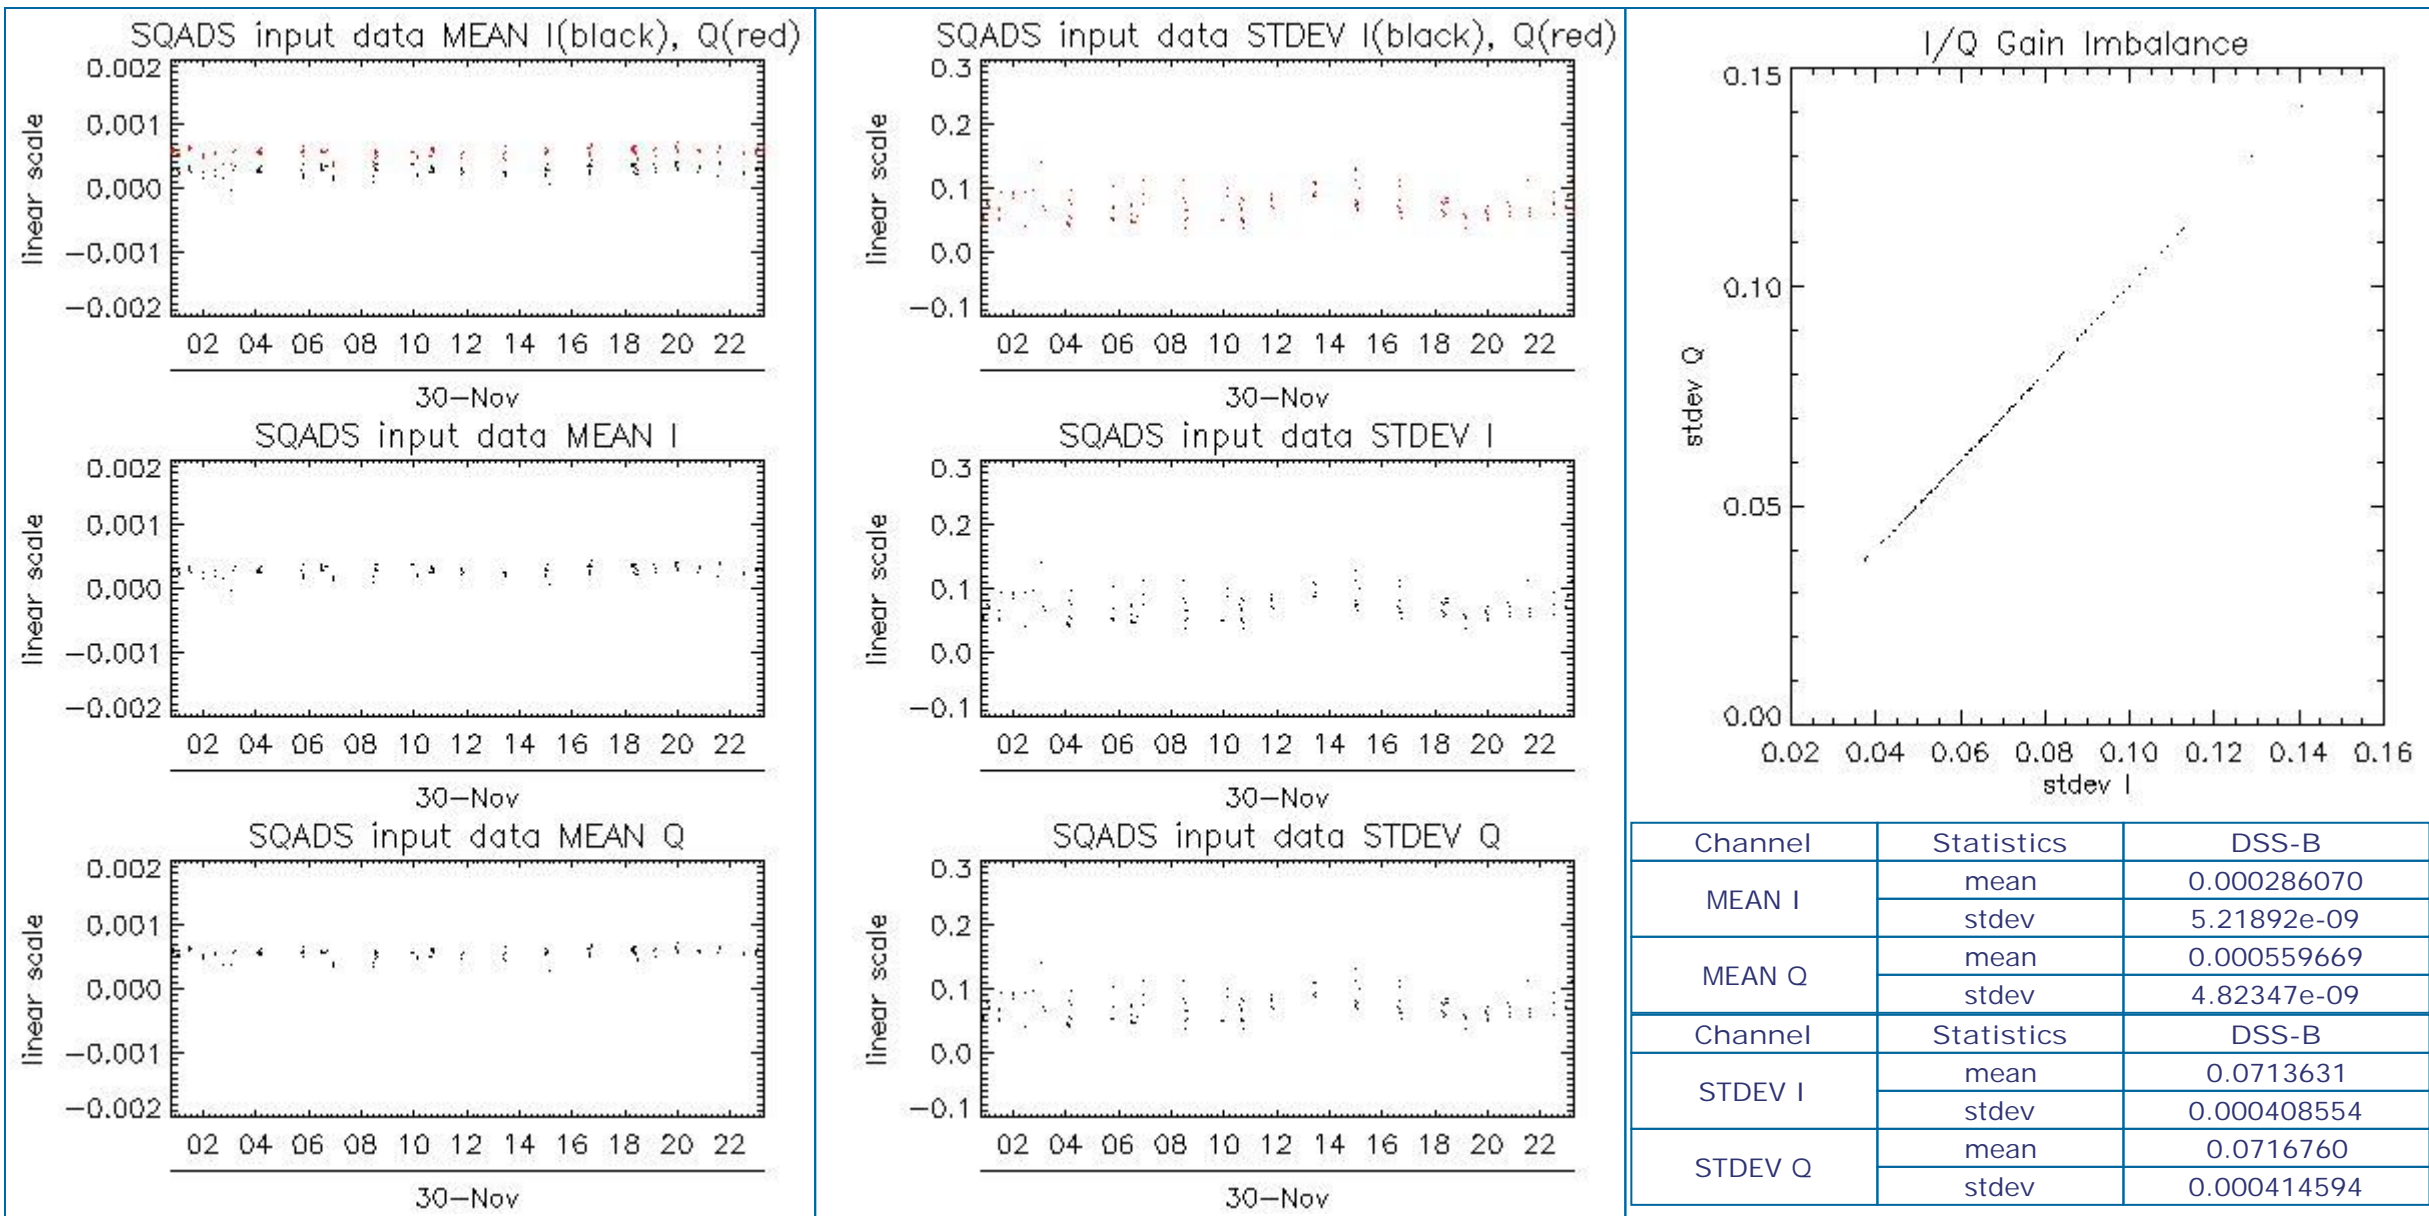 SQADS input data MEAN I(black), Q(red)
0.002
0.001
0.000
-0.001
-0.002
linear scale
02 04 06 08 10 12 14 16 18 20 22
30-Nov
SQADS input data MEAN I
0.002
0.001
0.000
-0.001
-0.002
linear scale
02 04 06 08 10 12 14 16 18 20 22
30-Nov
SQADS input data MEAN Q
0.002
0.001
0.000
-0.001
-0.002
linear scale
02 04 06 08 10 12 14 16 18 20 22
30-Nov
SQADS input data STDEV I(black), Q(red)
0.3
0.2
0.1
0.0
-0.1
linear scale
02 04 06 08 10 12 14 16 18 20 22
30-Nov
SQADS input data STDEV I
0.3
0.2
0.1
0.0
-0.1
linear scale
02 04 06 08 10 12 14 16 18 20 22
30-Nov
SQADS input data STDEV Q
0.3
0.2
0.1
0.0
-0.1
linear scale
02 04 06 08 10 12 14 16 18 20 22
30-Nov
I/Q Gain Imbalance
0.15
0.10
0.05
0.00
stdev Q
0.02 0.04 0.06 0.08 0.10 0.12 0.14 0.16
stdev I
Channel Statistics DSS-B
MEAN I mean 0.000286070
stdev 5.21892e-09
MEAN Q mean 0.000559669
stdev 4.82347e-09
Channel Statistics DSS-B
STDEV I mean 0.0713631
stdev 0.000408554
STDEV Q mean 0.0716760
stdev 0.000414594